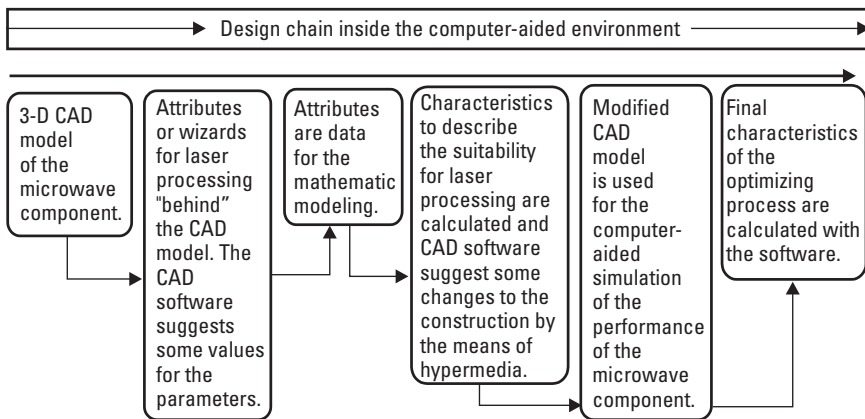 Design chain inside the computer-aided environment
3-D CAD
model
of the
microwave
component.
Attributes
or wizards
for laser
processing
"behind”
the CAD
model. The
CAD
software
suggests
some values
for the
parameters.
Attributes
are data
for the
mathematic
modeling.
Characteristics
to describe
the suitability
for laser
processing are
calculated and
CAD software
suggest some
changes to the
construction by
the means of
hypermedia.
Modified
CAD
model
is used
for the
computer-
aided
simulation
of the
performance
of the
microwave
component.
Final
characteristics
of the
optimizing
process are
calculated with
the software.